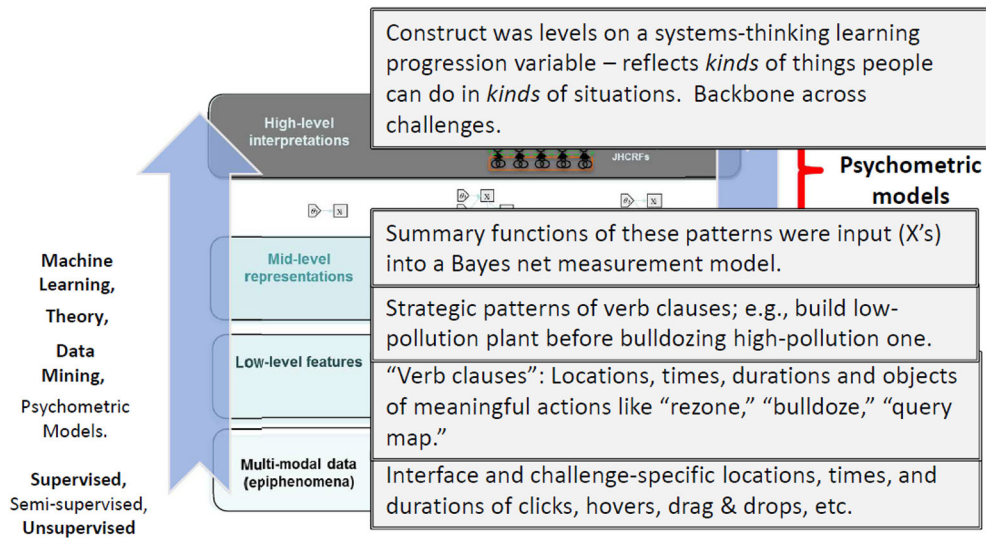 Construct was levels on a systems-thinking learning
progression variable – reflects kinds of things people
can do in kinds of situations.  Backbone across
challenges.
High-level
interpretations
JHCRFs
Psychometric
models
θ X
X
θ X
Summary functions of these patterns were input (X's)
into a Bayes net measurement model.
Mid-level
representations
Machine
Learning,
Theory,
Data
Mining,
Psychometric
Models.
Supervised,
Semi-supervised,
Unsupervised
Strategic patterns of verb clauses; e.g., build low-
pollution plant before bulldozing high-pollution one.
Low-level features
“Verb clauses”: Locations, times, durations and objects
of meaningful actions like “rezone,” “bulldoze,” “query
map.”
Multi-modal data
(epiphenomena)
Interface and challenge-specific locations, times, and
durations of clicks, hovers, drag & drops, etc.